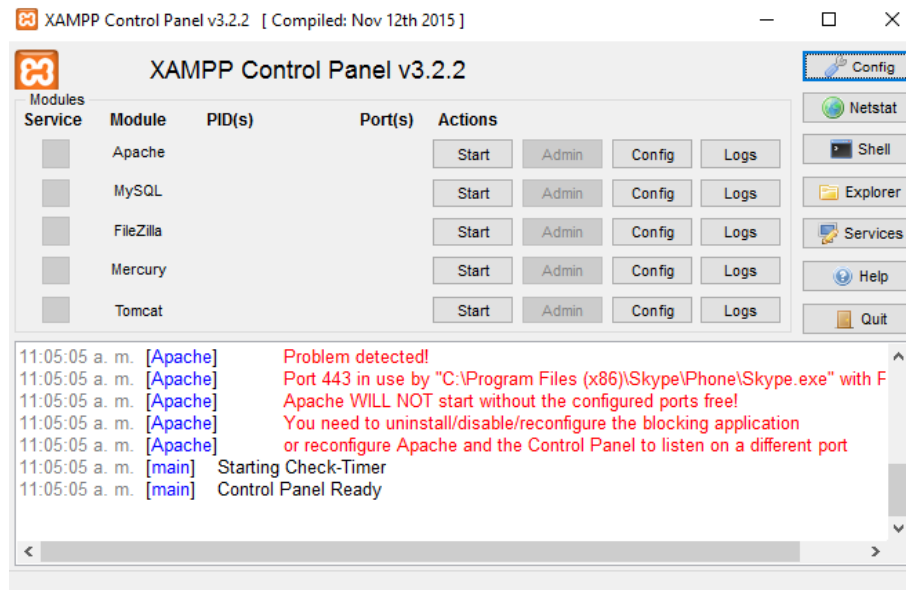 XAMPP Control Panel v3.2.2 [ Compiled: Nov 12th 2015 ]
XAMPP Control Panel v3.2.2
Config
Modules
Service Module PID(s) Port(s) Actions
Netstat
Apache Start Admin Config Logs
Shell
MySQL Start Admin Config Logs
Explorer
FileZilla Start Admin Config Logs
Services
Mercury Start Admin Config Logs
Help
Tomcat Start Admin Config Logs
Quit
11:05:05 a. m. [Apache] Problem detected!
11:05:05 a. m. [Apache] Port 443 in use by "C:\Program Files (x86)\Skype\Phone\Skype.exe" with F
11:05:05 a. m. [Apache] Apache WILL NOT start without the configured ports free!
11:05:05 a. m. [Apache] You need to uninstall/disable/reconfigure the blocking application
11:05:05 a. m. [Apache] or reconfigure Apache and the Control Panel to listen on a different port
11:05:05 a. m. [main] Starting Check-Timer
11:05:05 a. m. [main] Control Panel Ready